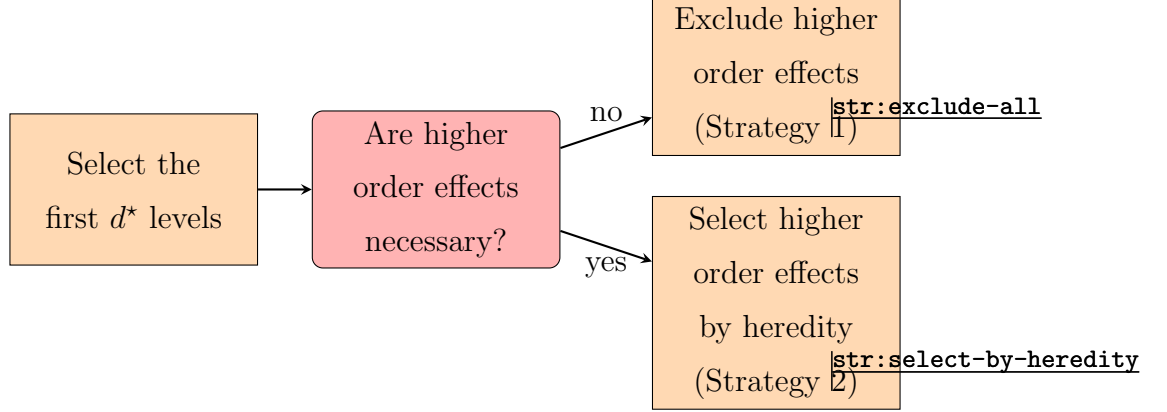 Select the
first d⋆ levels
Are higher
order effects
necessary?
no
yes
Exclude higher
order effects
(Strategy 1)
str:exclude-all
Select higher
order effects
by heredity
(Strategy 2)
str:select-by-heredity